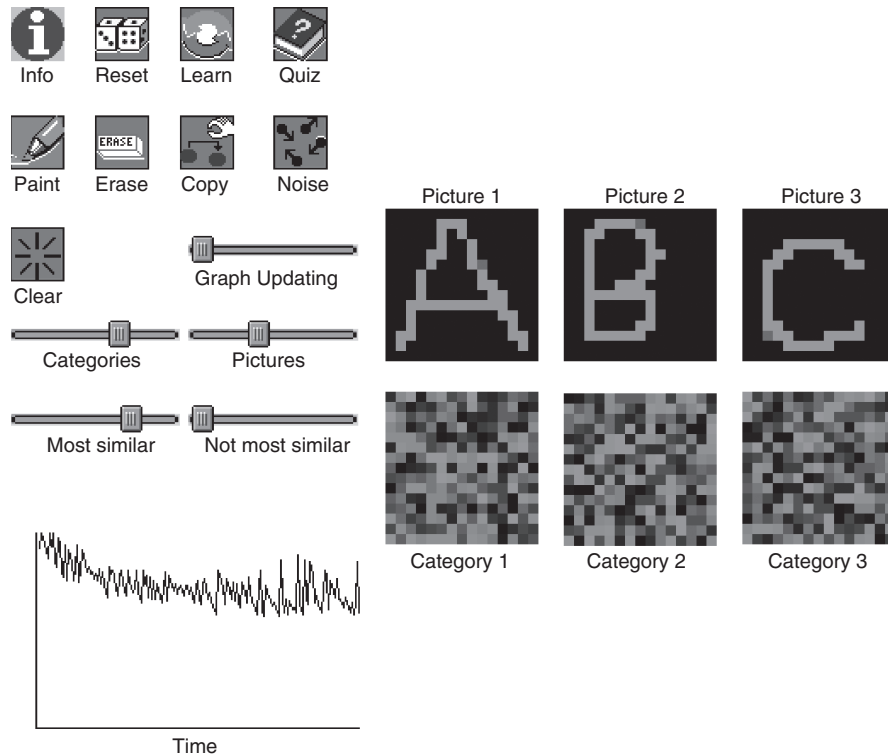 Info Reset Learn Quiz
ERASE
Paint Erase Copy Noise
Picture 1 Picture 2 Picture 3
A B C
Clear
Graph Updating
Categories Pictures
Most similar Not most similar
Category 1 Category 2 Category 3
Time